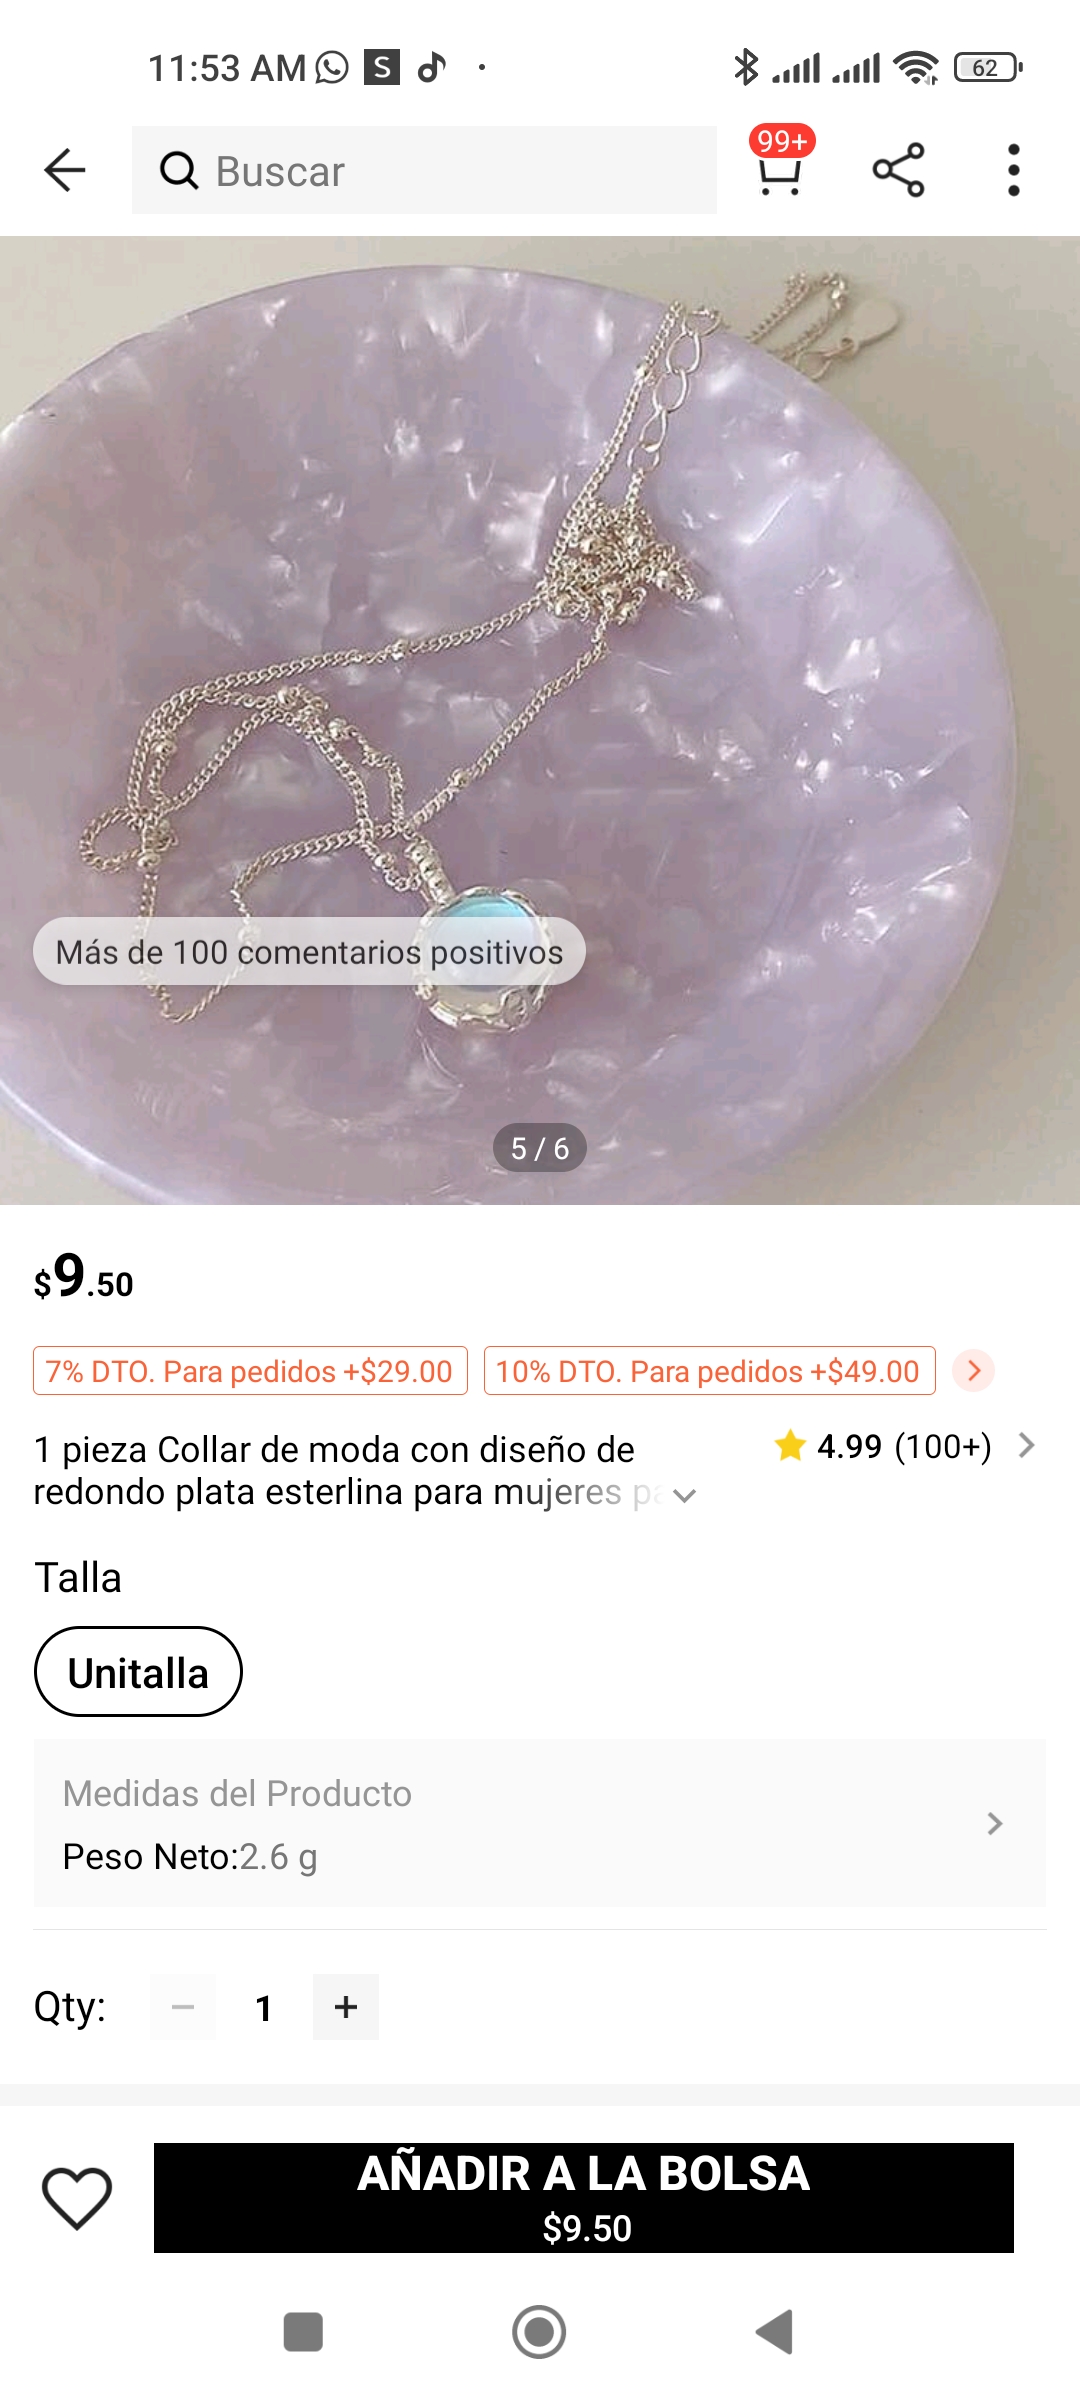 11:53 AM
62
Buscar
99+
Más de 100 comentarios positivos
5 / 6
$9.50
7% DTO. Para pedidos +$29.00
10% DTO. Para pedidos +$49.00
1 pieza Collar de moda con diseño de
redondo plata esterlina para mujeres
4.99 (100+)
Talla
Unitalla
Medidas del Producto
Peso Neto:2.6 g
Qty:
1
AÑADIR A LA BOLSA
$9.50